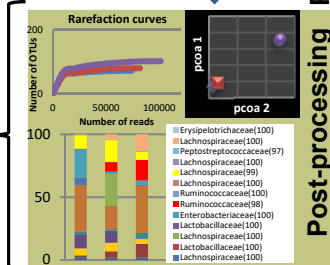 Rarefaction curves
200
Number of OTUs
0
0 50000 100000
Number of reads
pcoa 1
pcoa 2
Post-processing
100
50
0
Erysipelotrichaceae(100)
Lachnospiraceae(100)
Peptostreptococcaceae(97)
Lachnospiraceae(100)
Lachnospiraceae(99)
Lachnospiraceae(100)
Ruminococcaceae(100)
Ruminococcaceae(98)
Enterobacteriaceae(100)
Lactobacillaceae(100)
Lachnospiraceae(100)
Lactobacillaceae(100)
Lachnospiraceae(100)